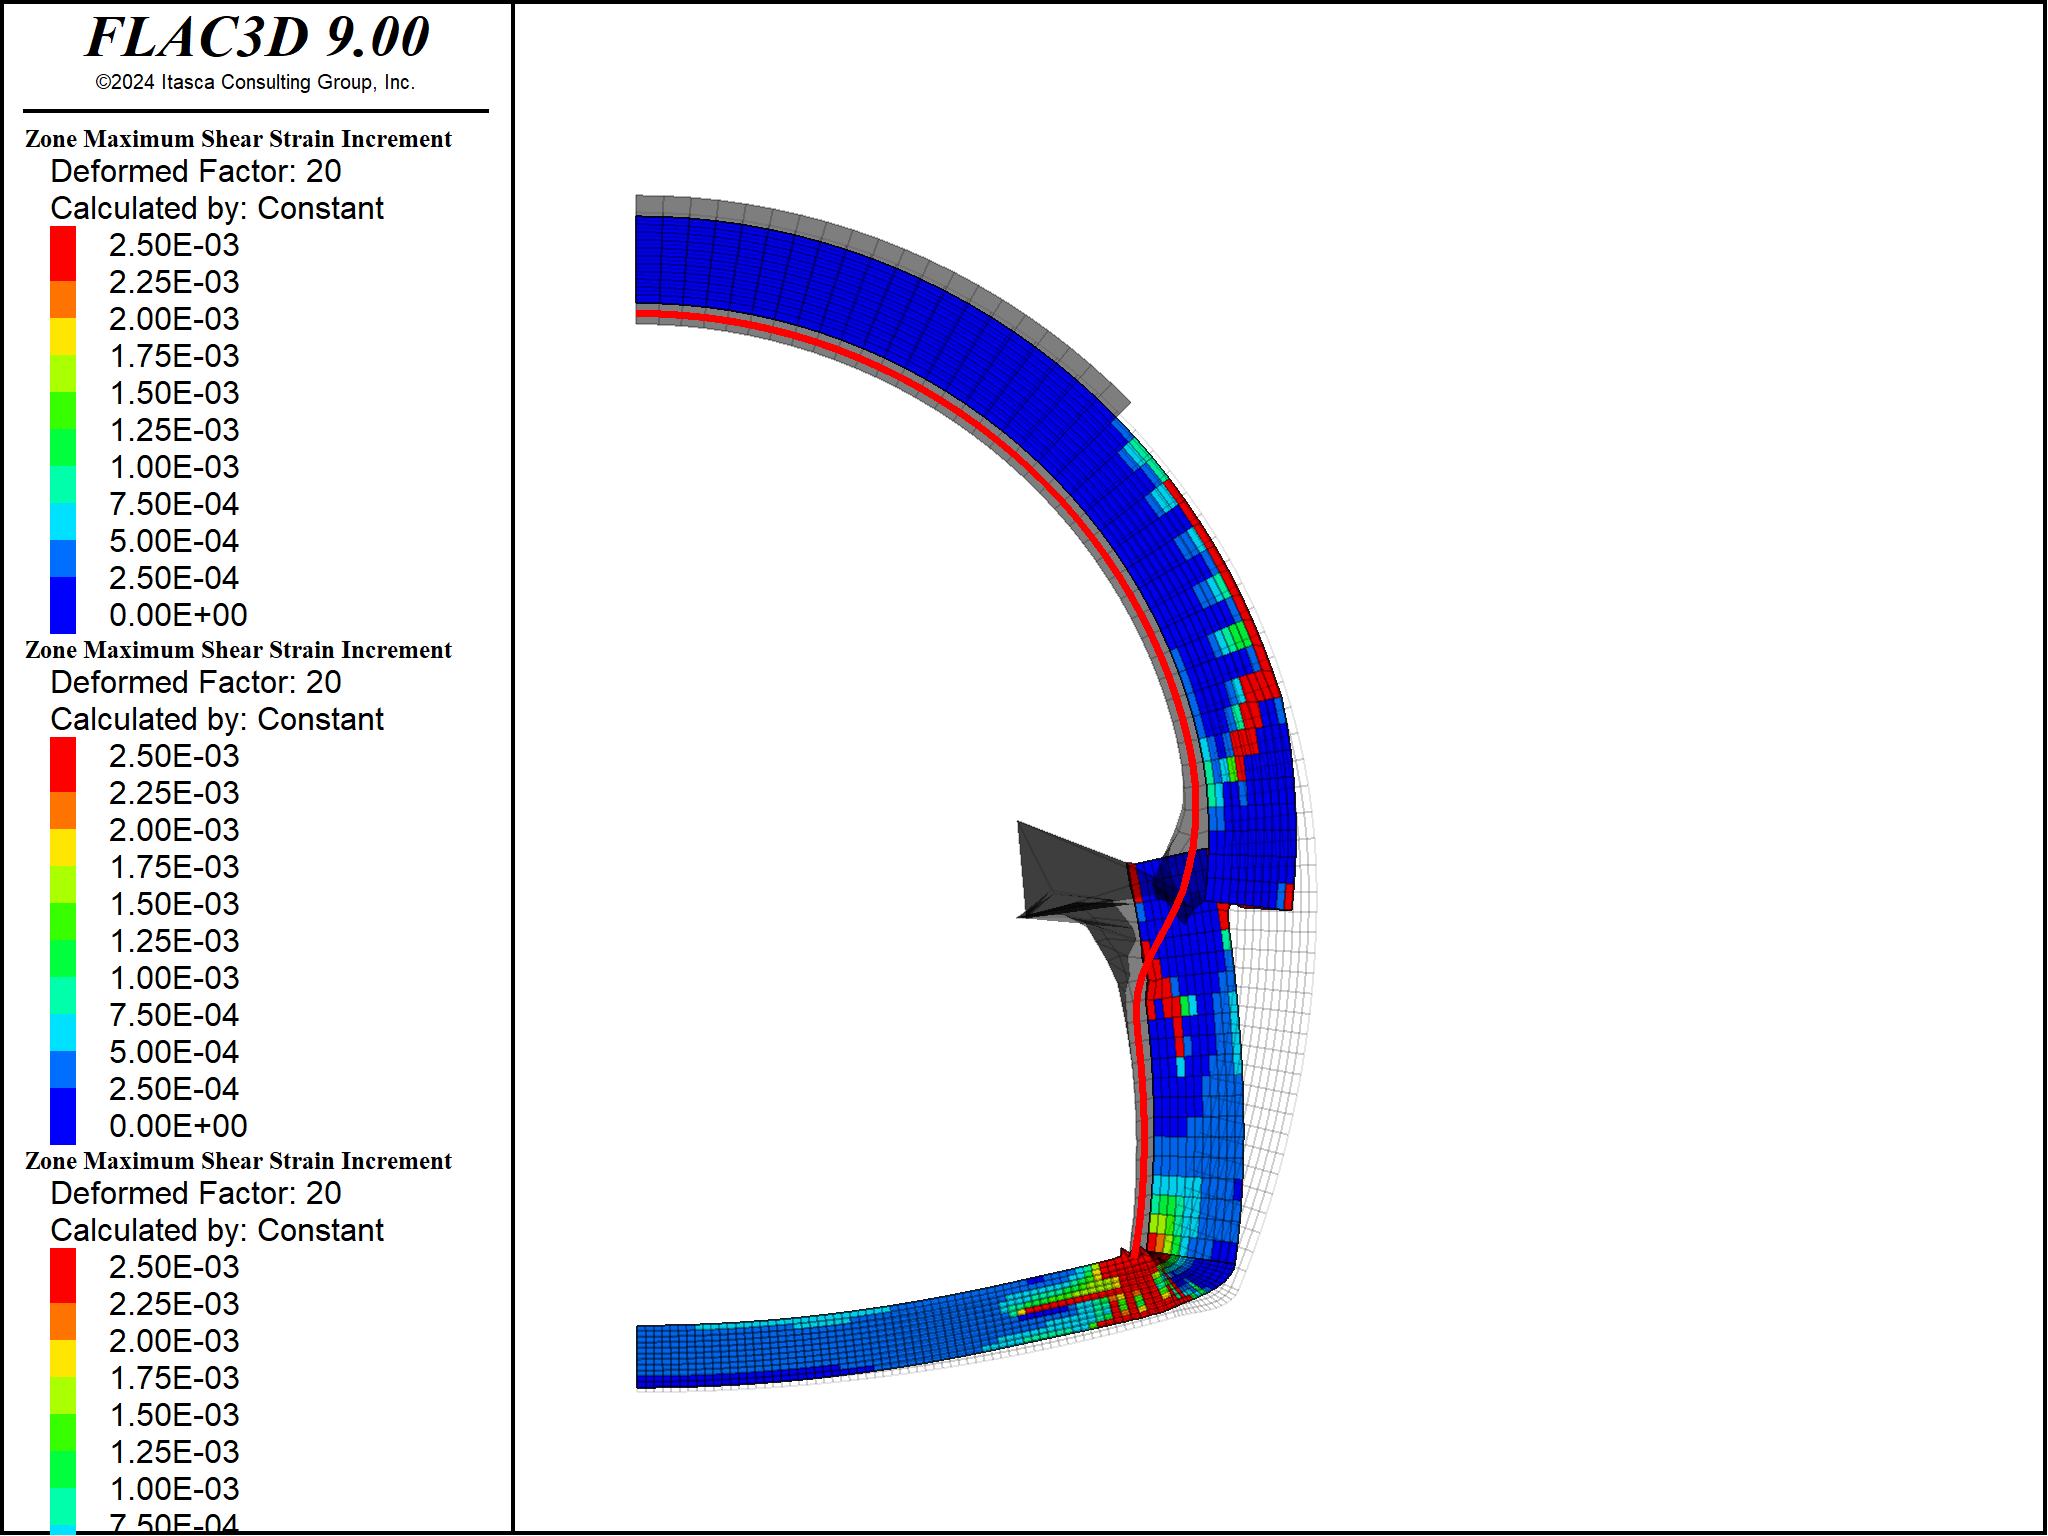 FLAC3D 9.00
©2024 Itasca Consulting Group, Inc.
Zone Maximum Shear Strain Increment
Deformed Factor: 20
Calculated by: Constant
2.50E-03
2.25E-03
2.00E-03
1.75E-03
1.50E-03
1.25E-03
1.00E-03
7.50E-04
5.00E-04
2.50E-04
0.00E+00
Zone Maximum Shear Strain Increment
Deformed Factor: 20
Calculated by: Constant
2.50E-03
2.25E-03
2.00E-03
1.75E-03
1.50E-03
1.25E-03
1.00E-03
7.50E-04
5.00E-04
2.50E-04
0.00E+00
Zone Maximum Shear Strain Increment
Deformed Factor: 20
Calculated by: Constant
2.50E-03
2.25E-03
2.00E-03
1.75E-03
1.50E-03
1.25E-03
1.00E-03
7.50E-04